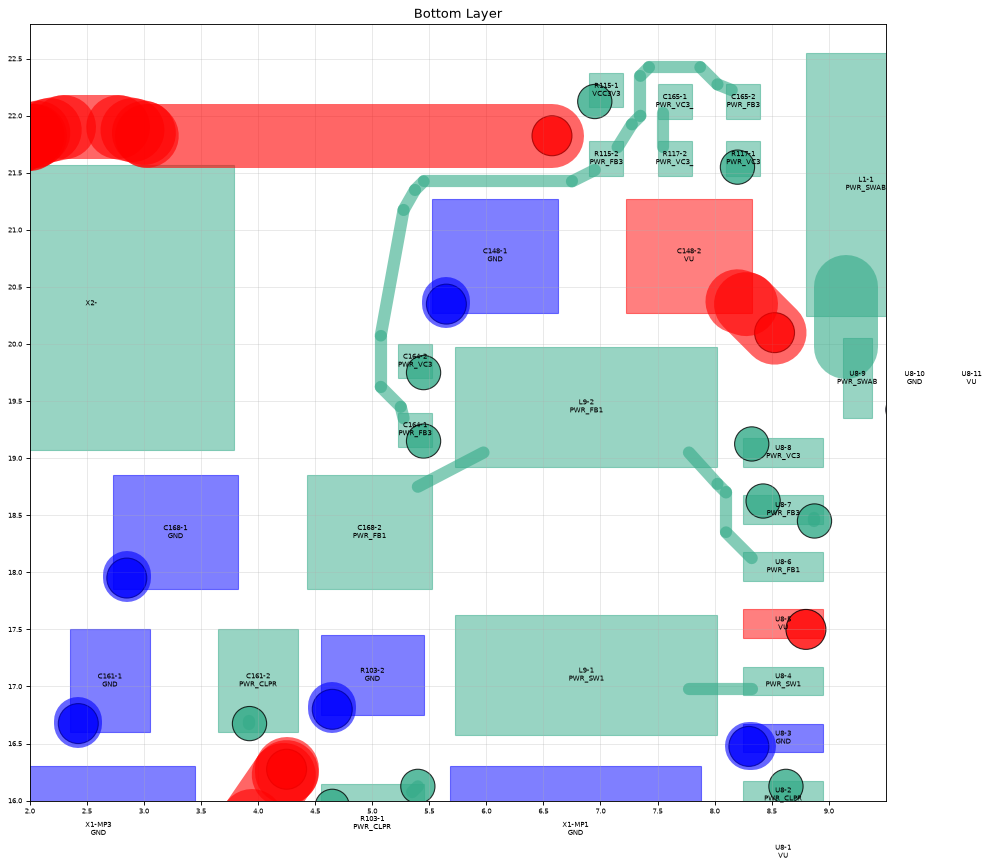 Bottom Layer
22.5
22.0
21.5
21.0
20.5
20.0
19.5
19.0
18.5
18.0
17.5
17.0
16.5
16.0
R115-1
VCC3V3
C165-1
PWR_VC3_
C165-2
PWR_FB3
R115-2
PWR_FB3
R117-2
PWR_VC3_
R117-1
PWR_VC3
L1-1
PWR_SWAB
C148-1
GND
C148-2
VU
X2-
C164-2
PWR_VC3
U8-9
PWR_SWAB
U8-10
GND
U8-11
VU
L9-2
PWR_FB1
C164-1
PWR_FB3
U8-8
PWR_VC3
C168-1
GND
C168-2
PWR_FB1
U8-7
PWR_FB3
U8-6
PWR_FB1
U8-5
VU
C161-1
GND
C161-2
PWR_CLPR
R103-2
GND
L9-1
PWR_SW1
U8-4
PWR_SW1
U8-3
GND
U8-2
PWR_CLPR
2.0
2.5
3.0
3.5
4.0
4.5
5.0
5.5
6.0
6.5
7.0
7.5
8.0
8.5
9.0
X1-MP3
GND
R103-1
PWR_CLPR
X1-MP1
GND
U8-1
VU